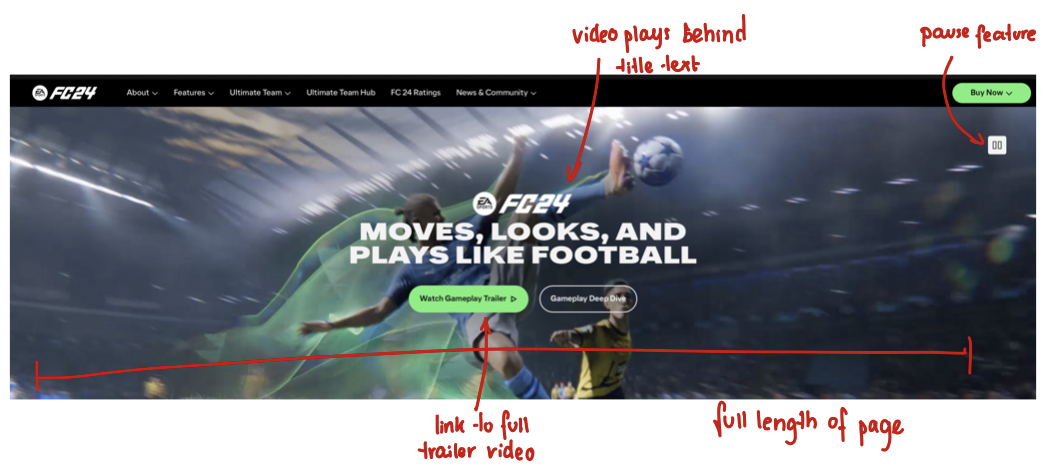 video plays behind
title text
pause feature
EA SPORTS FC24
About
Features
Ultimate Team
Ultimate Team Hub
FC 24 Ratings
News & Community
Buy Now
EA SPORTS FC24
MOVES, LOOKS, AND
PLAYS LIKE FOOTBALL
Watch Gameplay Trailer
Gameplay Deep Dive
link to full
trailer video
full length of page